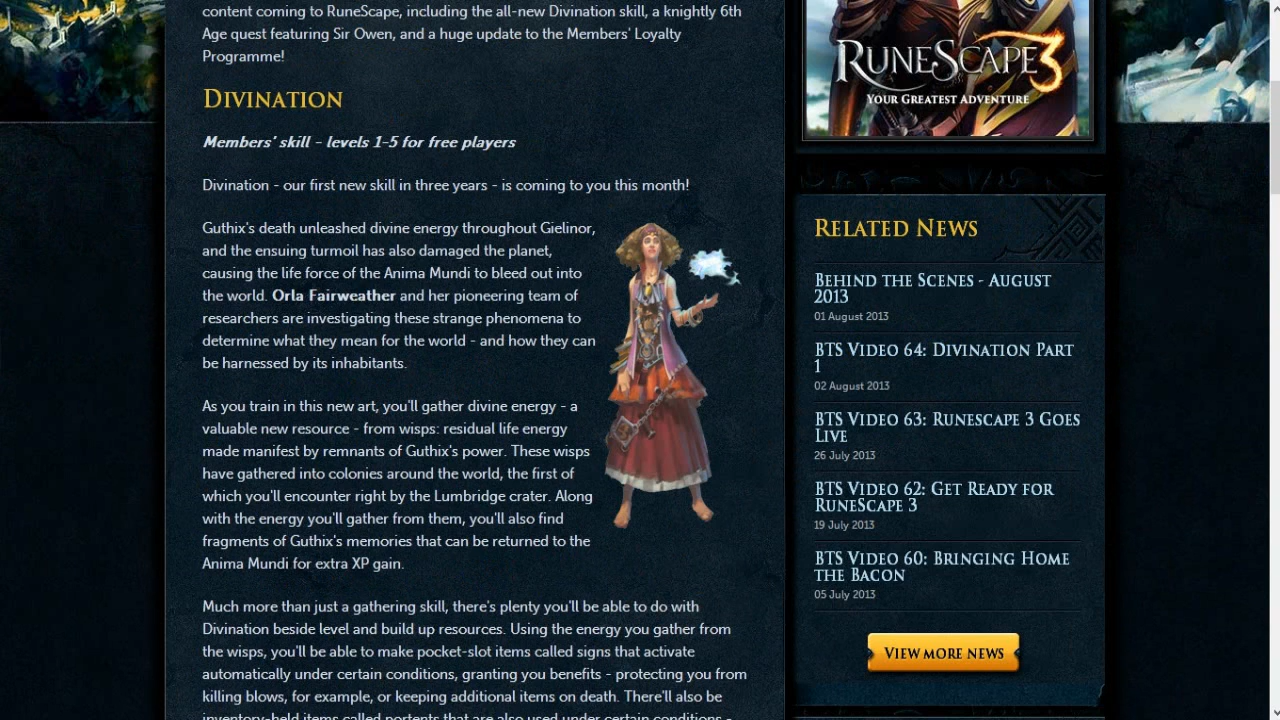 content coming to RuneScape, including the all-new Divination skill, a knightly 6th
Age quest featuring Sir Owen, and a huge update to the Members' Loyalty
Programme!
DIVINATION
Members' skill - levels 1-5 for free players
Divination - our first new skill in three years - is coming to you this month!
Guthix's death unleashed divine energy throughout Gielinor,
and the ensuing turmoil has also damaged the planet,
causing the life force of the Anima Mundi to bleed out into
the world. Orla Fairweather and her pioneering team of
researchers are investigating these strange phenomena to
determine what they mean for the world - and how they can
be harnessed by its inhabitants.
As you train in this new art, you'll gather divine energy - a
valuable new resource - from wisps: residual life energy
made manifest by remnants of Guthix's power. These wisps
have gathered into colonies around the world, the first of
which you'll encounter right by the Lumbridge crater. Along
with the energy you'll gather from them, you'll also find
fragments of Guthix's memories that can be returned to the
Anima Mundi for extra XP gain.
Much more than just a gathering skill, there's plenty you'll be able to do with
Divination beside level and build up resources. Using the energy you gather from
the wisps, you'll be able to make pocket-slot items called signs that activate
automatically under certain conditions, granting you benefits - protecting you from
killing blows, for example, or keeping additional items on death. There'll also be
inventory-held items called portents that are also used under certain conditions -
RUNESCAPE 3
YOUR GREATEST ADVENTURE
RELATED NEWS
BEHIND THE SCENES - AUGUST
2013
01 August 2013
BTS VIDEO 64: DIVINATION PART
1
02 August 2013
BTS VIDEO 63: RUNESCAPE 3 GOES
LIVE
26 July 2013
BTS VIDEO 62: GET READY FOR
RUNESCAPE 3
19 July 2013
BTS VIDEO 60: BRINGING HOME
THE BACON
05 July 2013
VIEW MORE NEWS